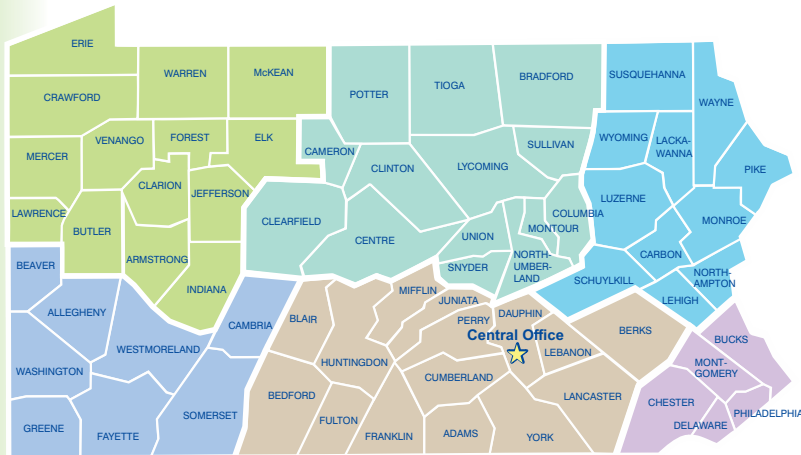 ERIE
WARREN
McKEAN
POTTER
TIOGA
BRADFORD
SUSQUEHANNA
WAYNE
CRAWFORD
VENANGO
FOREST
ELK
CAMERON
CLINTON
LYCOMING
SULLIVAN
WYOMING
LACKA-
WANNA
PIKE
MERCER
CLARION
JEFFERSON
LUZERNE
LAWRENCE
BUTLER
CLEARFIELD
CENTRE
UNION
COLUMBIA
MONTOUR
MONROE
BEAVER
ARMSTRONG
INDIANA
SNYDER
NORTH-
UMBER-
LAND
SCHUYLKILL
CARBON
NORTH-
AMPTON
LEHIGH
ALLEGHENY
WESTMORELAND
CAMBRIA
BLAIR
HUNTINGDON
MIFFLIN
JUNIATA
PERRY
DAUPHIN
Central Office
LEBANON
BERKS
BUCKS
MONT-
GOMERY
WASHINGTON
SOMERSET
BEDFORD
FULTON
CUMBERLAND
LANCASTER
CHESTER
DELAWARE
PHILADELPHIA
GREENE
FAYETTE
FRANKLIN
ADAMS
YORK